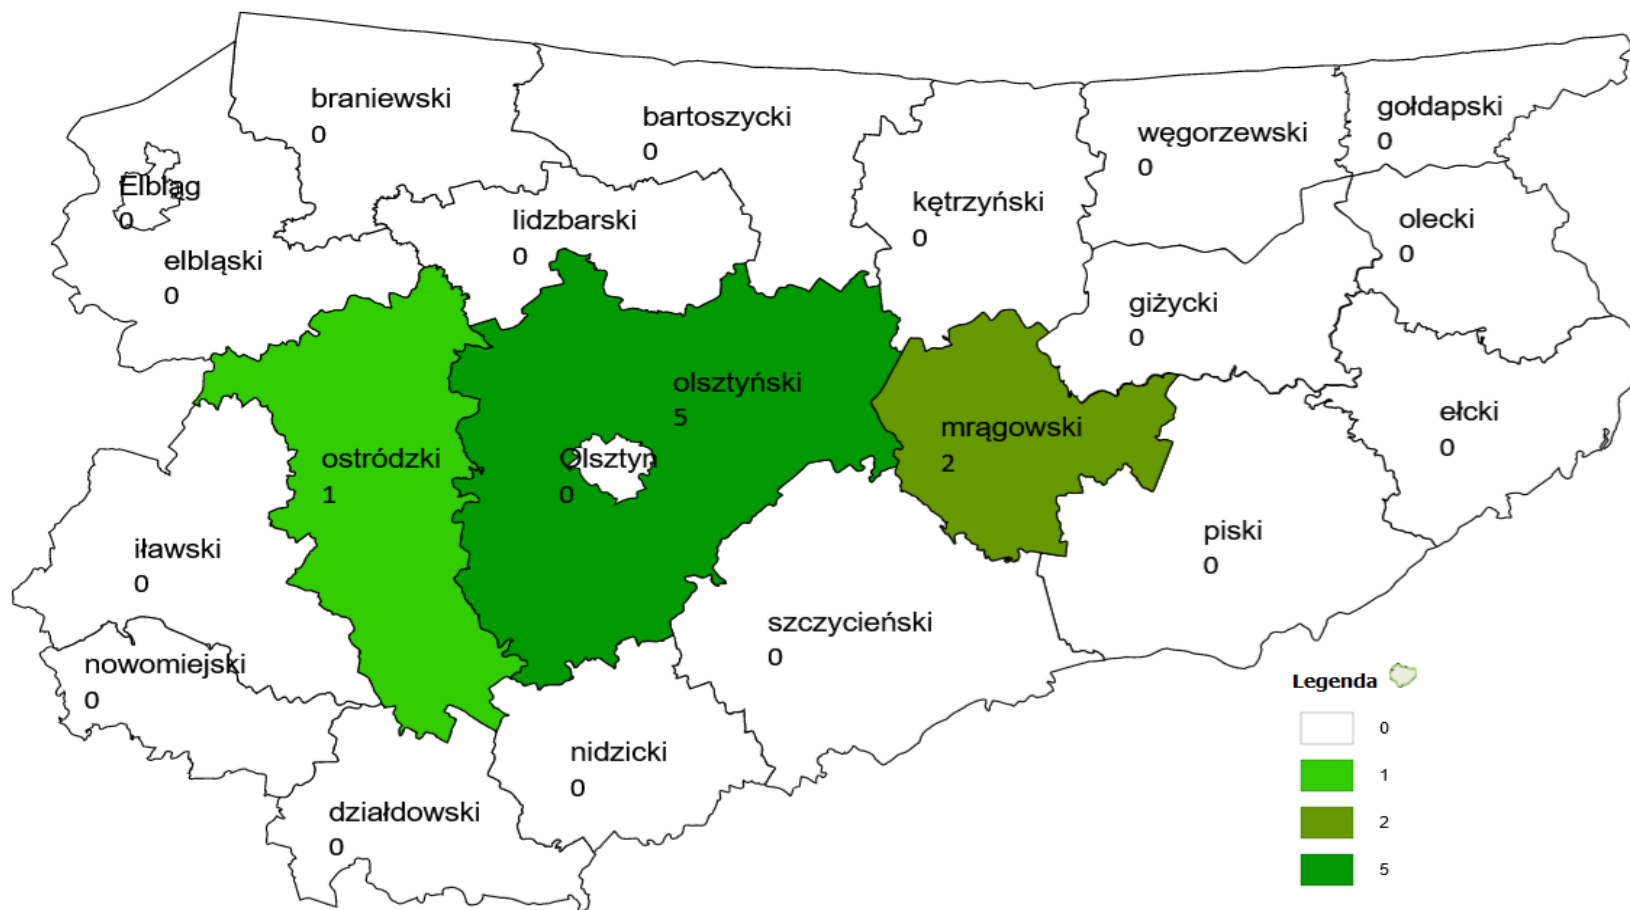 braniewski
0
bartoszycki
0
węgorzewski
0
gołdapski
0
Elbląg
0
elbląski
0
lidzbarski
0
kętrzyński
0
olecki
0
giżycki
0
olsztyński
5
mrągowski
2
ełcki
0
ostródzki
1
Olsztyn
0
iławski
0
piski
0
szczycieński
0
nowomiejski
0
nidzicki
0
działdowski
0
Legenda
0
1
2
5